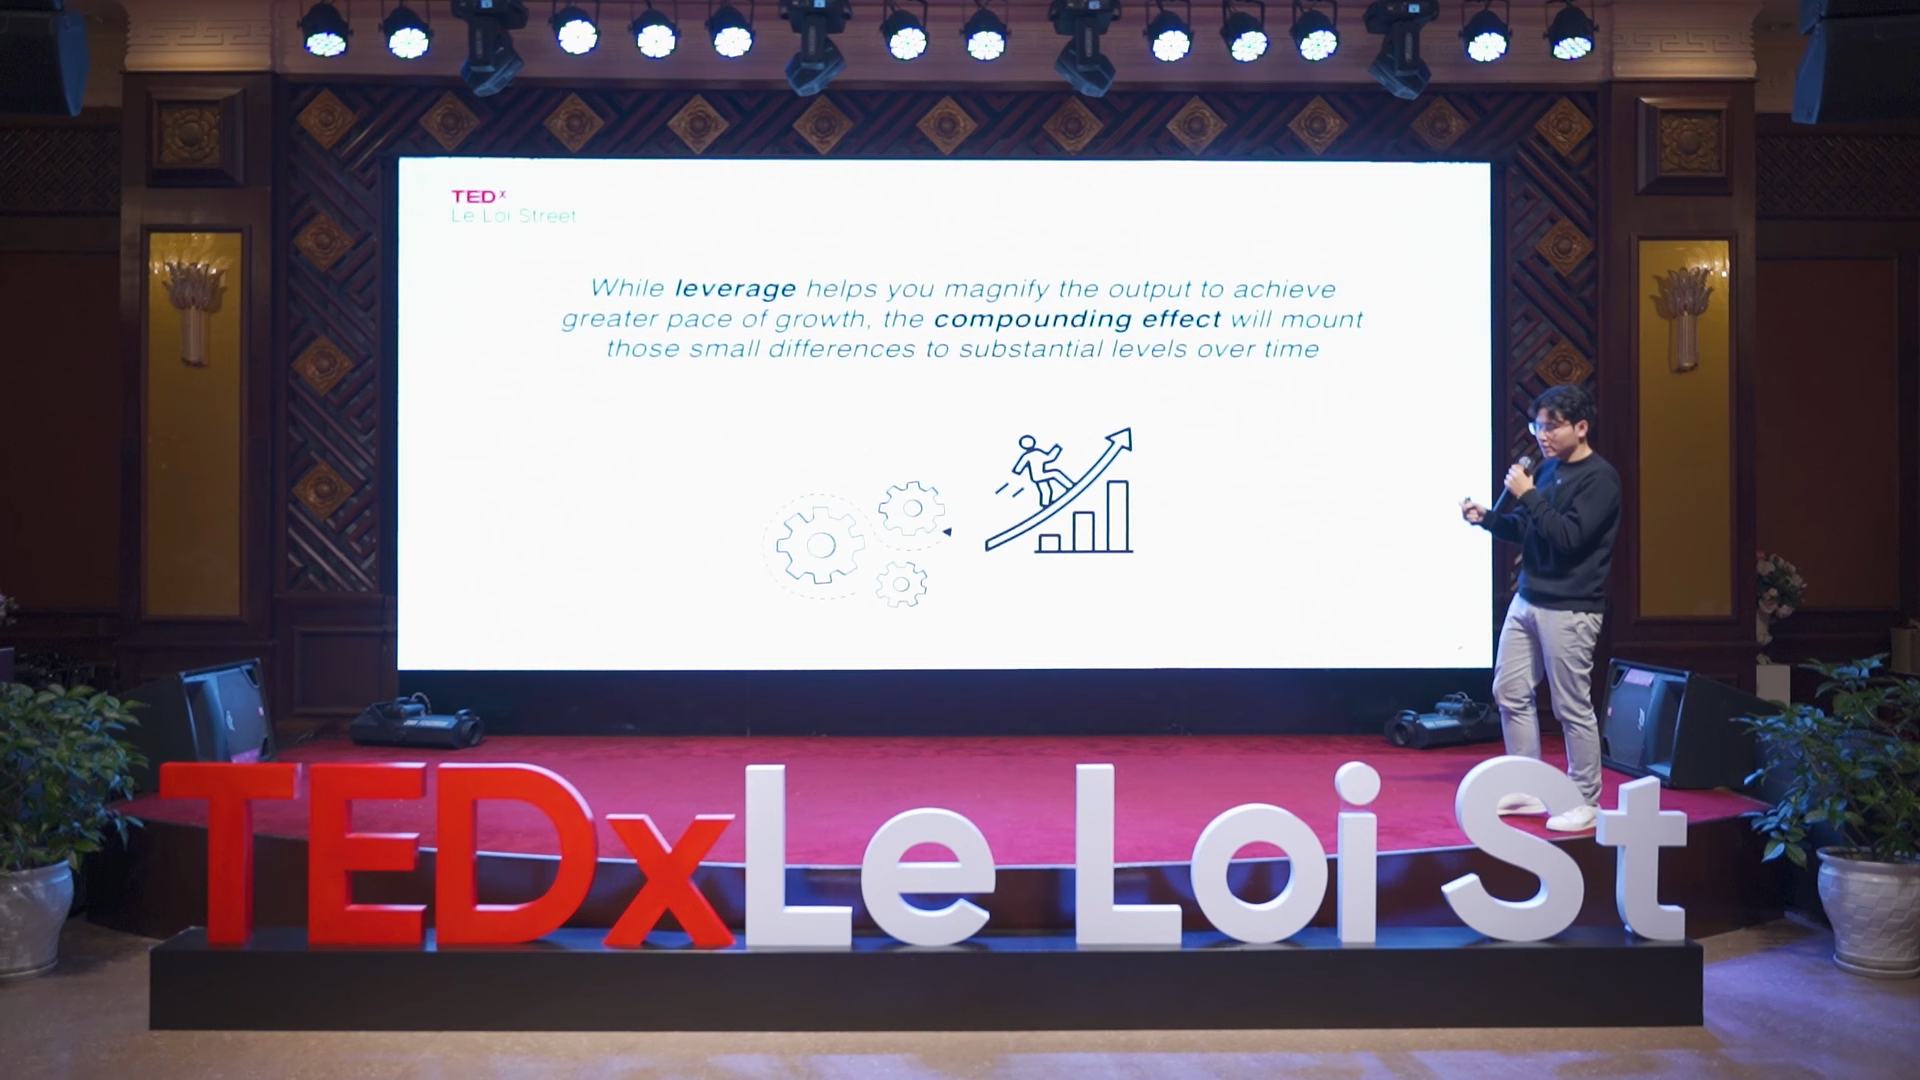 TEDx
Le Loi Street
While leverage helps you magnify the output to achieve
greater pace of growth, the compounding effect will mount
those small differences to substantial levels over time
TEDxLe Loi St